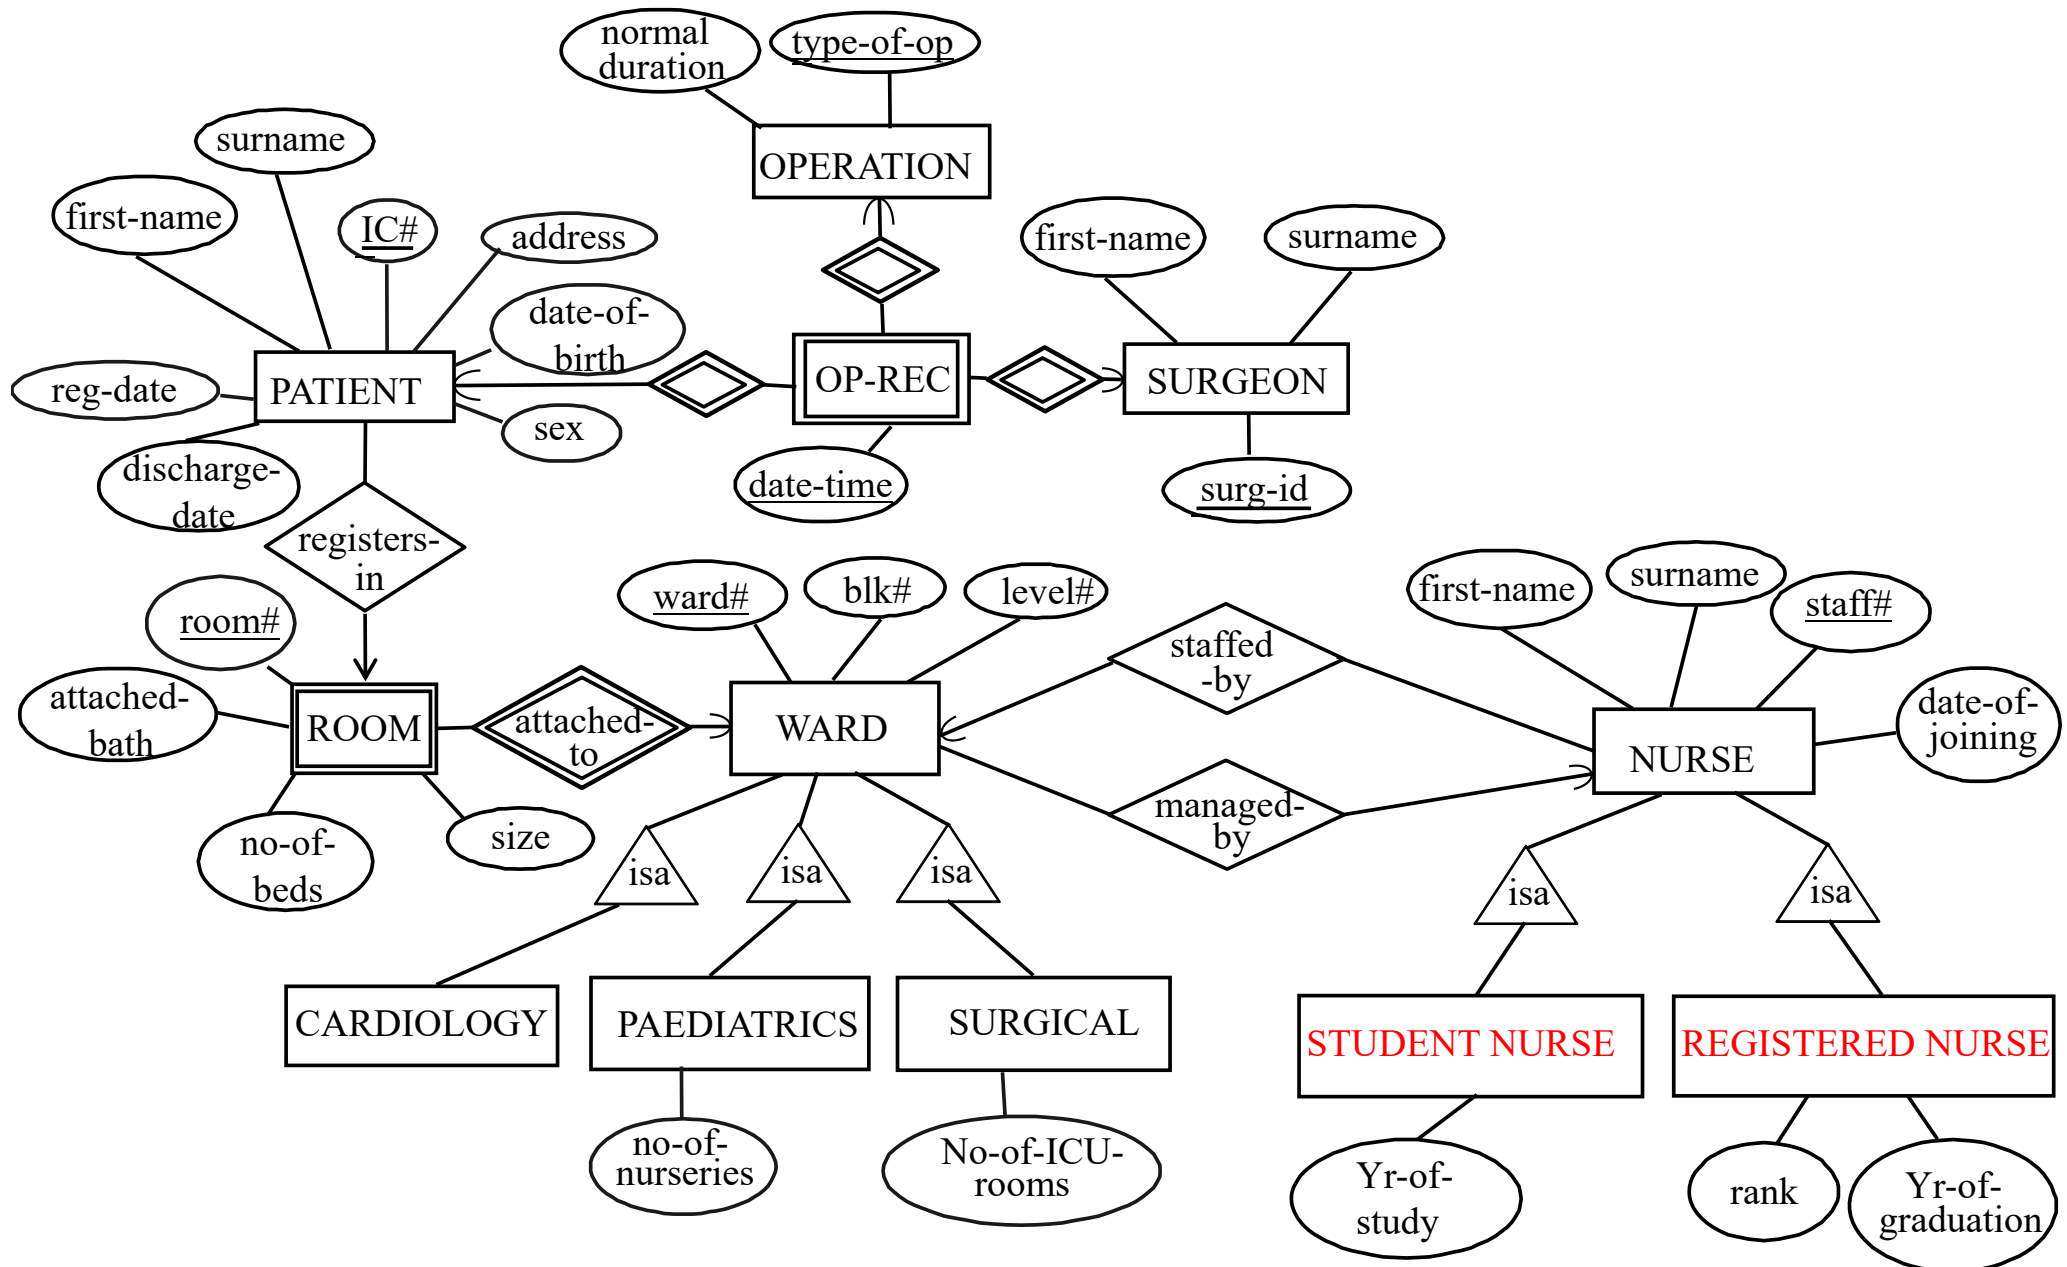 normal
duration
type-of-op
surname
OPERATION
first-name
IC#
address
first-name
surname
date-of-
birth
reg-date
PATIENT
OP-REC
SURGEON
sex
discharge-
date
date-time
surg-id
registers-
in
room#
ward#
blk#
level#
first-name
surname
staff#
staffed
-by
attached-
bath
ROOM
attached-
to
WARD
NURSE
date-of-
joining
managed-
by
no-of-
beds
size
isa
isa
isa
isa
isa
CARDIOLOGY
PAEDIATRICS
SURGICAL
STUDENT NURSE
REGISTERED NURSE
no-of-
nurseries
No-of-ICU-
rooms
Yr-of-
study
rank
Yr-of-
graduation